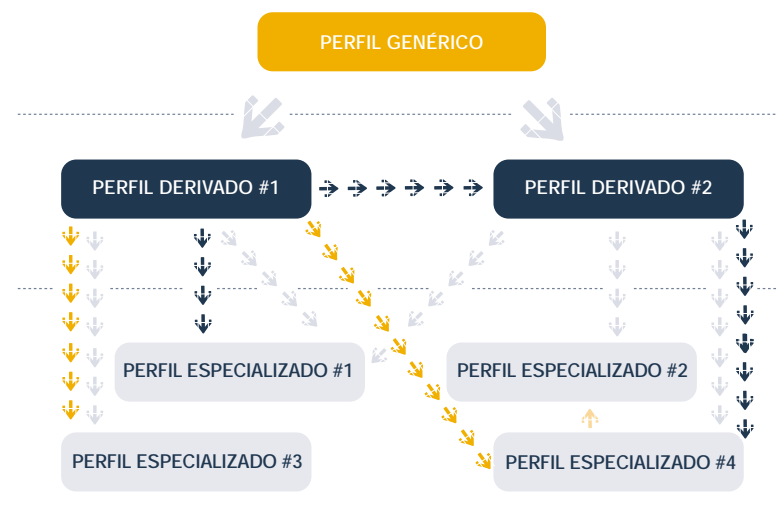 PERFIL GENÉRICO
PERFIL DERIVADO #1
PERFIL DERIVADO #2
PERFIL ESPECIALIZADO #1
PERFIL ESPECIALIZADO #2
PERFIL ESPECIALIZADO #3
PERFIL ESPECIALIZADO #4